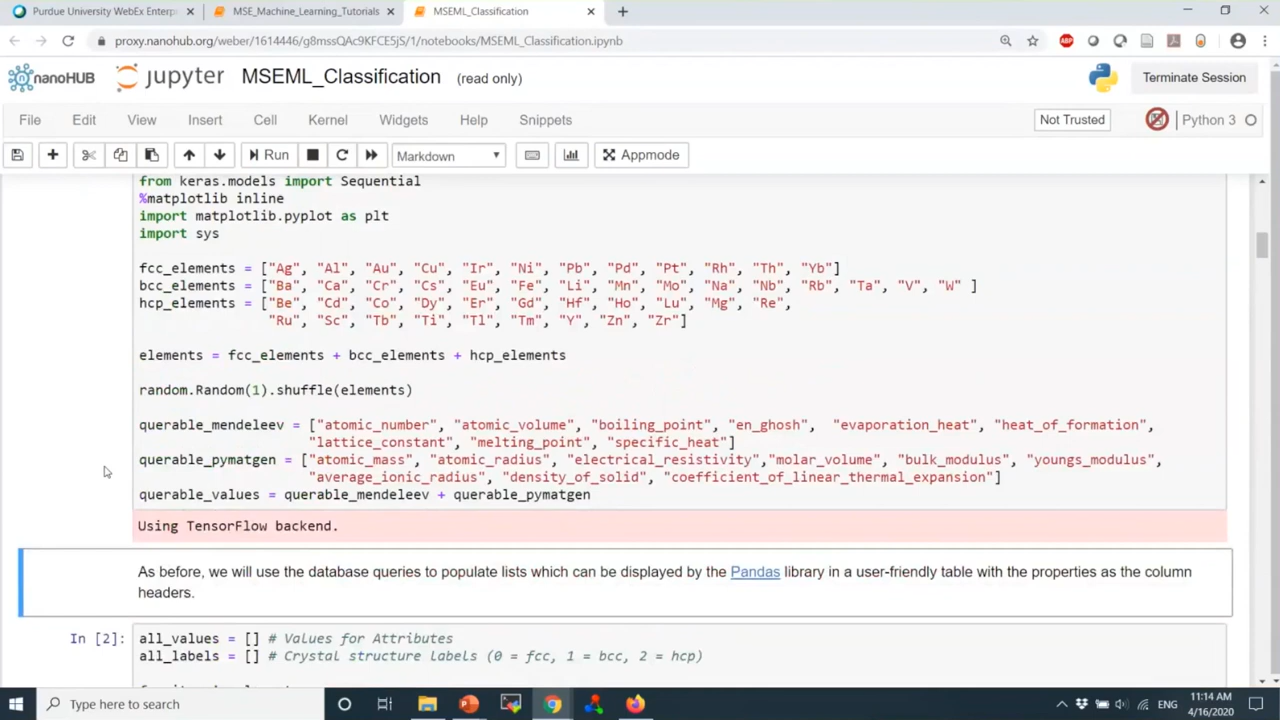 Purdue University WebEx Enterp
MSE_Machine_Learning_Tutorials
MSEML_Classification
proxy.nanohub.org/weber/1614446/g8mssQAc9KFCE5jS/1/notebooks/MSEML_Classification.ipynb
ABP
nanoHUB
jupyter
MSEML_Classification
(read only)
Terminate Session
File
Edit
View
Insert
Cell
Kernel
Widgets
Help
Snippets
Not Trusted
Python 3
Run
Markdown
Appmode
from keras.models import Sequential
%matplotlib inline
import matplotlib.pyplot as plt
import sys
fcc_elements = ["Ag", "Al", "Au", "Cu", "Ir", "Ni", "Pb", "Pd", "Pt", "Rh", "Th", "Yb"]
bcc_elements = ["Ba", "Ca", "Cr", "Cs", "Eu", "Fe", "Li", "Mn", "Mo", "Na", "Nb", "Rb", "Ta", "V", "W" ]
hcp_elements = ["Be", "Cd", "Co", "Dy", "Er", "Gd", "Hf", "Ho", "Lu", "Mg", "Re",
"Ru", "Sc", "Tb", "Ti", "Tl", "Tm", "Y", "Zn", "Zr"]
elements = fcc_elements + bcc_elements + hcp_elements
random.Random(1).shuffle(elements)
querable_mendeleev = ["atomic_number", "atomic_volume", "boiling_point", "en_ghosh",  "evaporation_heat", "heat_of_formation",
"lattice_constant", "melting_point", "specific_heat"]
querable_pymatgen = ["atomic_mass", "atomic_radius", "electrical_resistivity","molar_volume", "bulk_modulus", "youngs_modulus",
"average_ionic_radius", "density_of_solid", "coefficient_of_linear_thermal_expansion"]
querable_values = querable_mendeleev + querable_pymatgen
Using TensorFlow backend.
As before, we will use the database queries to populate lists which can be displayed by the Pandas library in a user-friendly table with the properties as the column
headers.
In [2]:
all_values = [] # Values for Attributes
all_labels = [] # Crystal structure labels (0 = fcc, 1 = bcc, 2 = hcp)
Type here to search
ENG
11:14 AM
4/16/2020